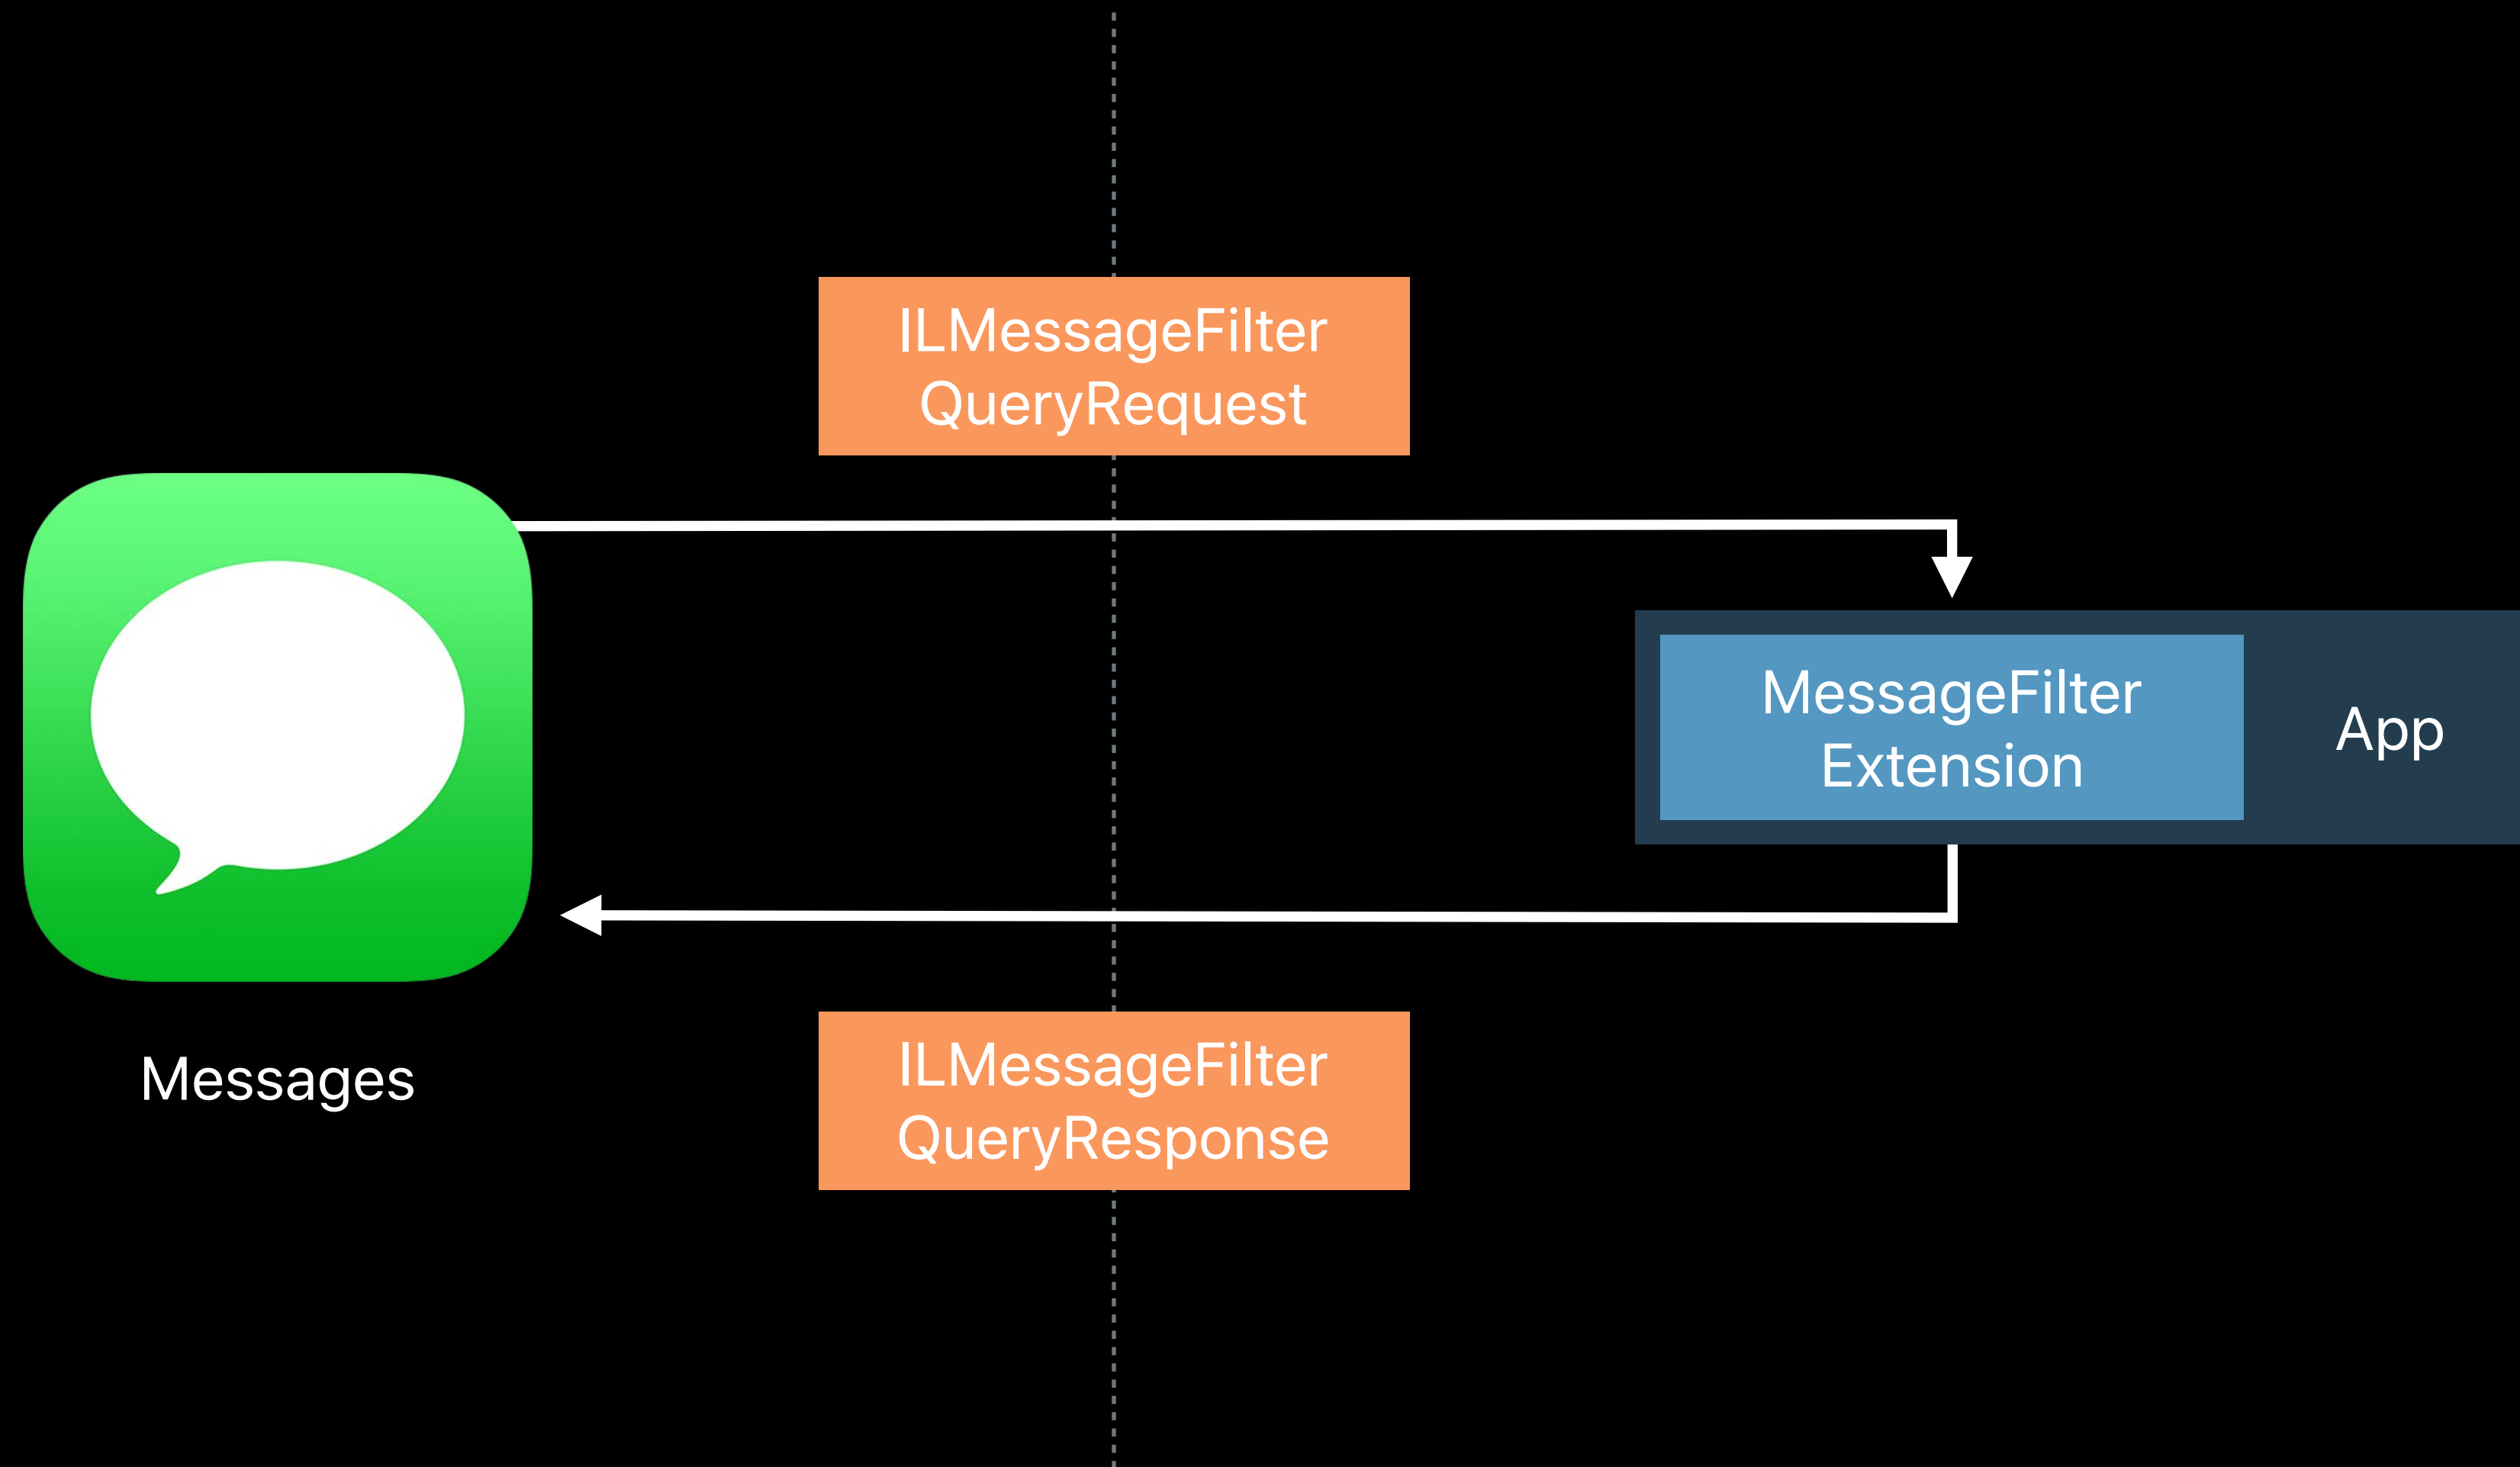 ILMessageFilter
QueryRequest
MessageFilter
Extension
App
Messages
ILMessageFilter
QueryResponse